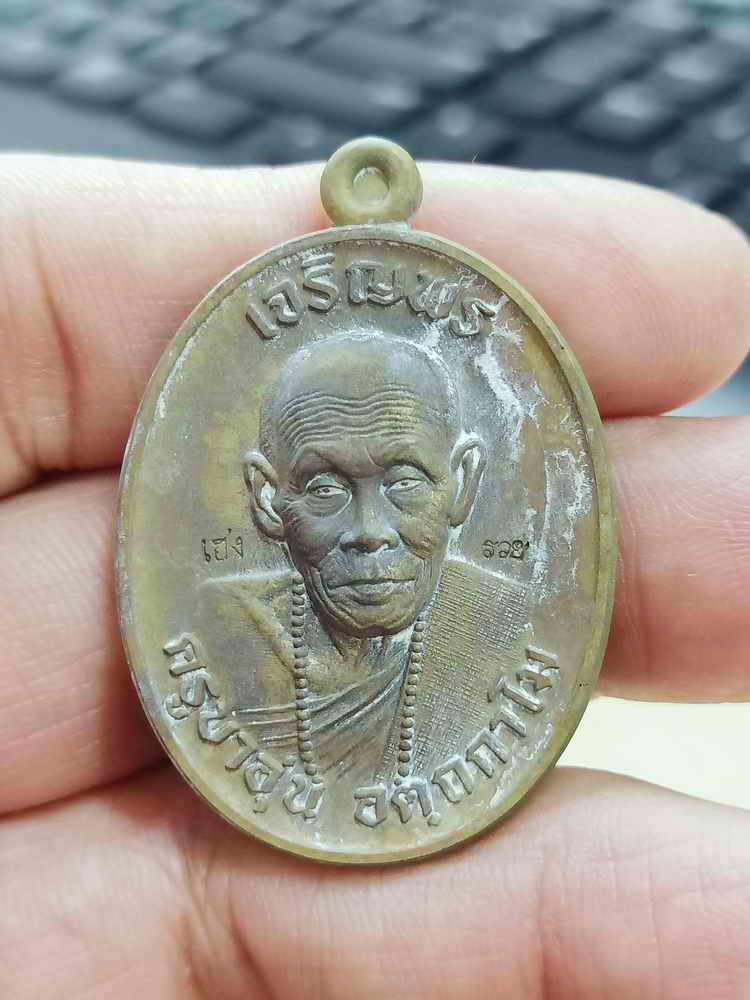 เจริญพร
เฮง
รวย
ครูบาอุ่น อตฺถกาโม